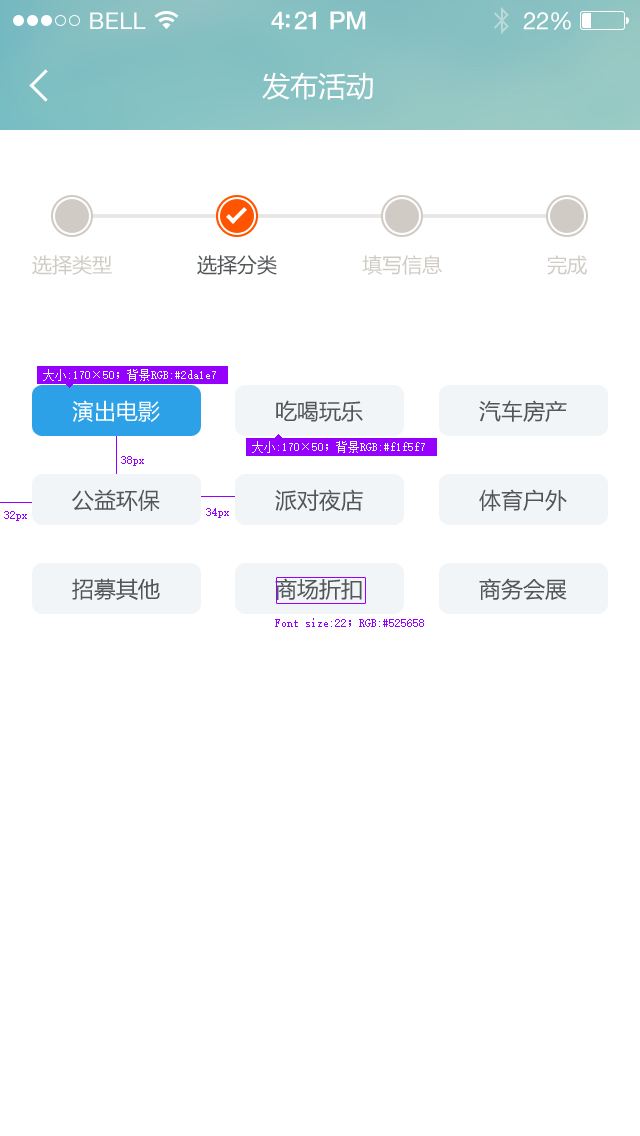 BELL 4:21 PM 22%
发布活动
选择类型 选择分类 填写信息 完成
大小:170×50; 背景RGB:#2da1e7
演出电影 吃喝玩乐 汽车房产
大小:170×50; 背景RGB:#f1f5f7
38px
公益环保 派对夜店 体育户外
32px 34px
招募其他 商场折扣 商务会展
Font size:22; RGB:#525658